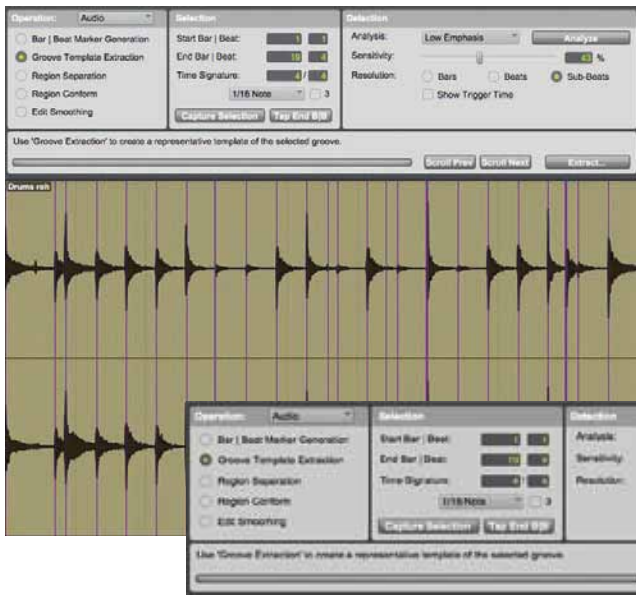 Operation: Audio
Bar | Beat Marker Generation
Groove Template Extraction
Region Separation
Region Conform
Edit Smoothing
Selection
Start Bar | Beat: 1 1
End Bar | Beat: 4
Time Signature: 4 / 4
1/16 Note 3
Capture Selection Tap End B|B
Detection
Analysis: Low Emphasis Analyze
Sensitivity: 43 %
Resolution: Bars Beats Sub-Beats
Show Trigger Time
Use 'Groove Extraction' to create a representative template of the selected groove.
Scroll Prev Scroll Next Extract...
Drums
Operation: Audio
Bar | Beat Marker Generation
Groove Template Extraction
Region Separation
Region Conform
Edit Smoothing
Selection
Start Bar | Beat: 1 1
End Bar | Beat:
Time Signature: 4 / 4
1/16 Note 3
Capture Selection Tap End B|B
Detection
Analysis:
Sensitivity:
Resolution:
Use 'Groove Extraction' to create a representative template of the selected groove.